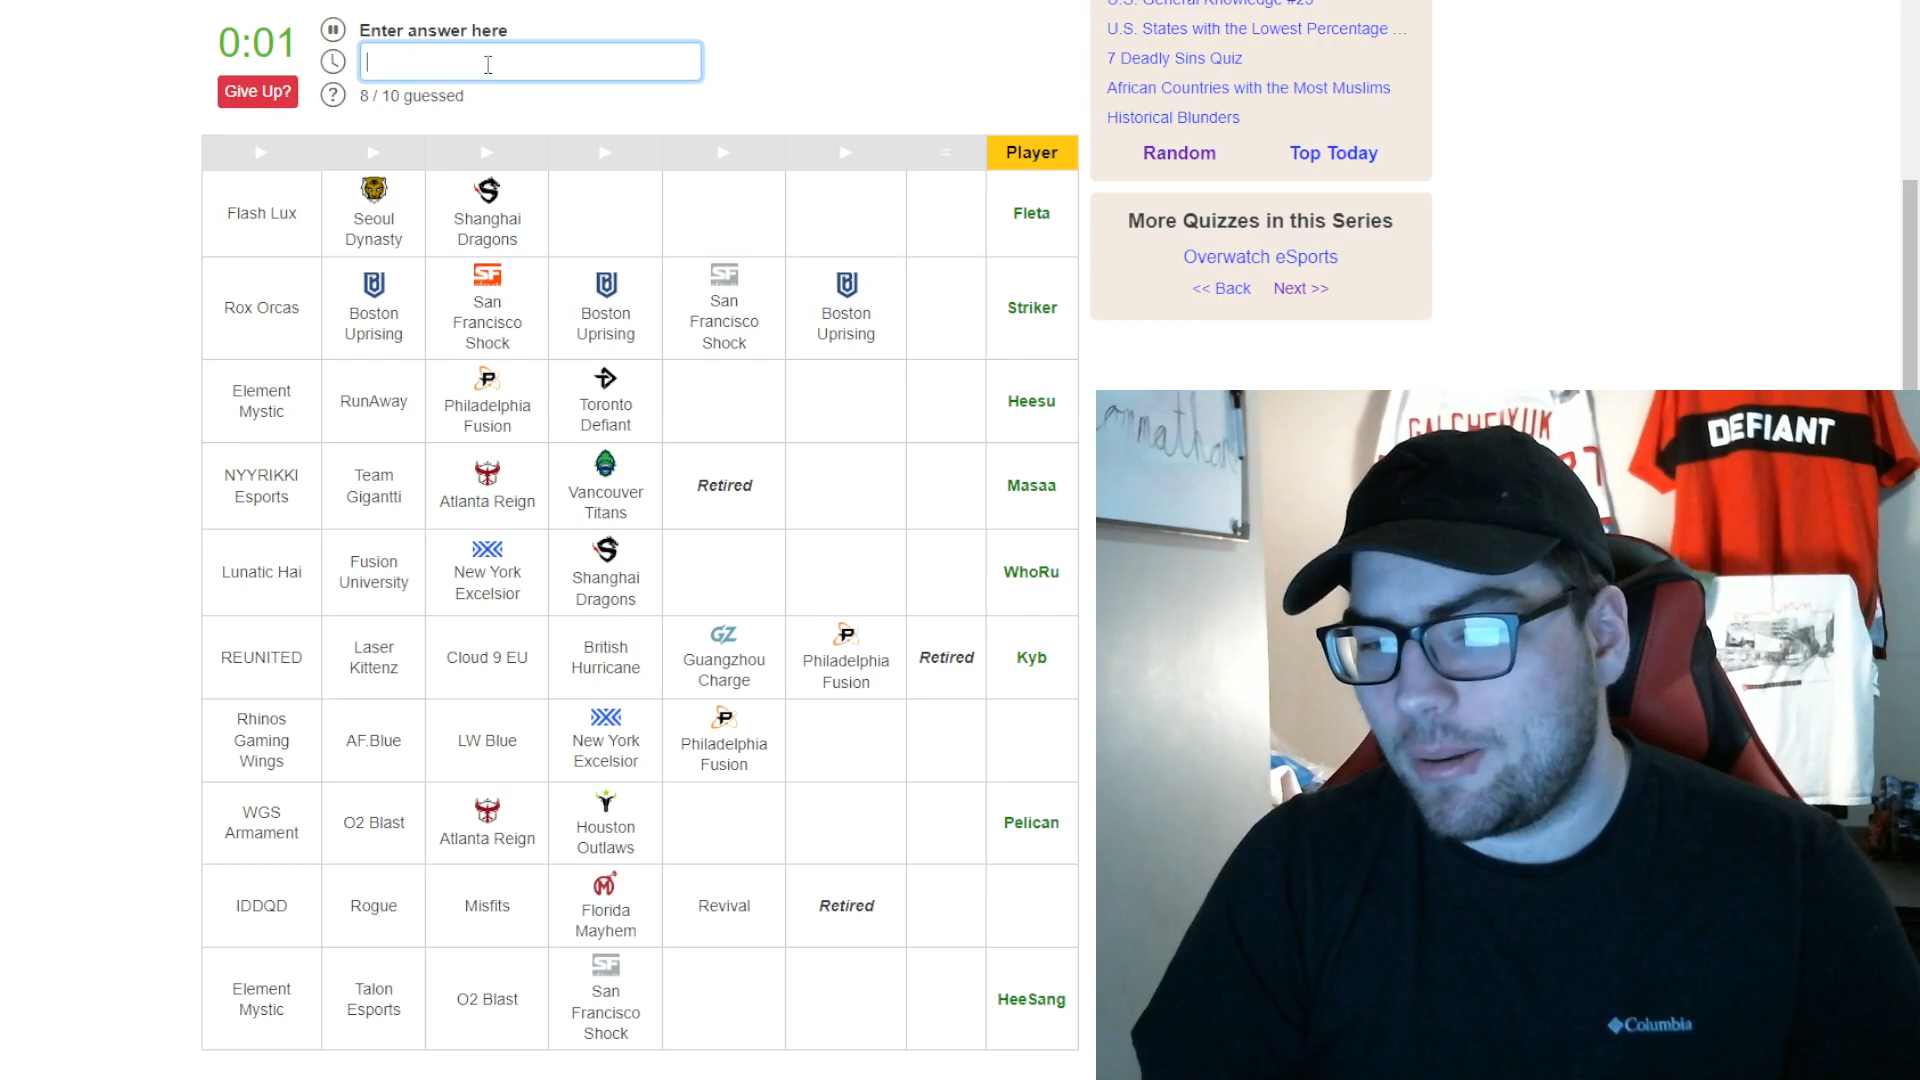 U.S. General Knowledge #25
U.S. States with the Lowest Percentage ...
7 Deadly Sins Quiz
African Countries with the Most Muslims
Historical Blunders
Random Top Today
More Quizzes in this Series
Overwatch eSports
<< Back Next >>
0:01
Give Up?
Enter answer here
8 / 10 guessed
=
Player
Flash Lux
Seoul
Dynasty
Shanghai
Dragons
Fleta
Rox Orcas
Boston
Uprising
SF
San
Francisco
Shock
Boston
Uprising
SF
San
Francisco
Shock
Boston
Uprising
Striker
Element
Mystic
RunAway
Philadelphia
Fusion
Toronto
Defiant
Heesu
NYYRIKKI
Esports
Team
Gigantti
Atlanta Reign
Vancouver
Titans
Retired
Masaa
Lunatic Hai
Fusion
University
New York
Excelsior
Shanghai
Dragons
WhoRu
REUNITED
Laser
Kittenz
Cloud 9 EU
British
Hurricane
GZ
Guangzhou
Charge
Philadelphia
Fusion
Retired
Kyb
Rhinos
Gaming
Wings
AF.Blue
LW Blue
New York
Excelsior
Philadelphia
Fusion
WGS
Armament
O2 Blast
Atlanta Reign
Houston
Outlaws
Pelican
IDDQD
Rogue
Misfits
Florida
Mayhem
Revival
Retired
Element
Mystic
Talon
Esports
O2 Blast
SF
San
Francisco
Shock
HeeSang
DEFIANT
Columbia